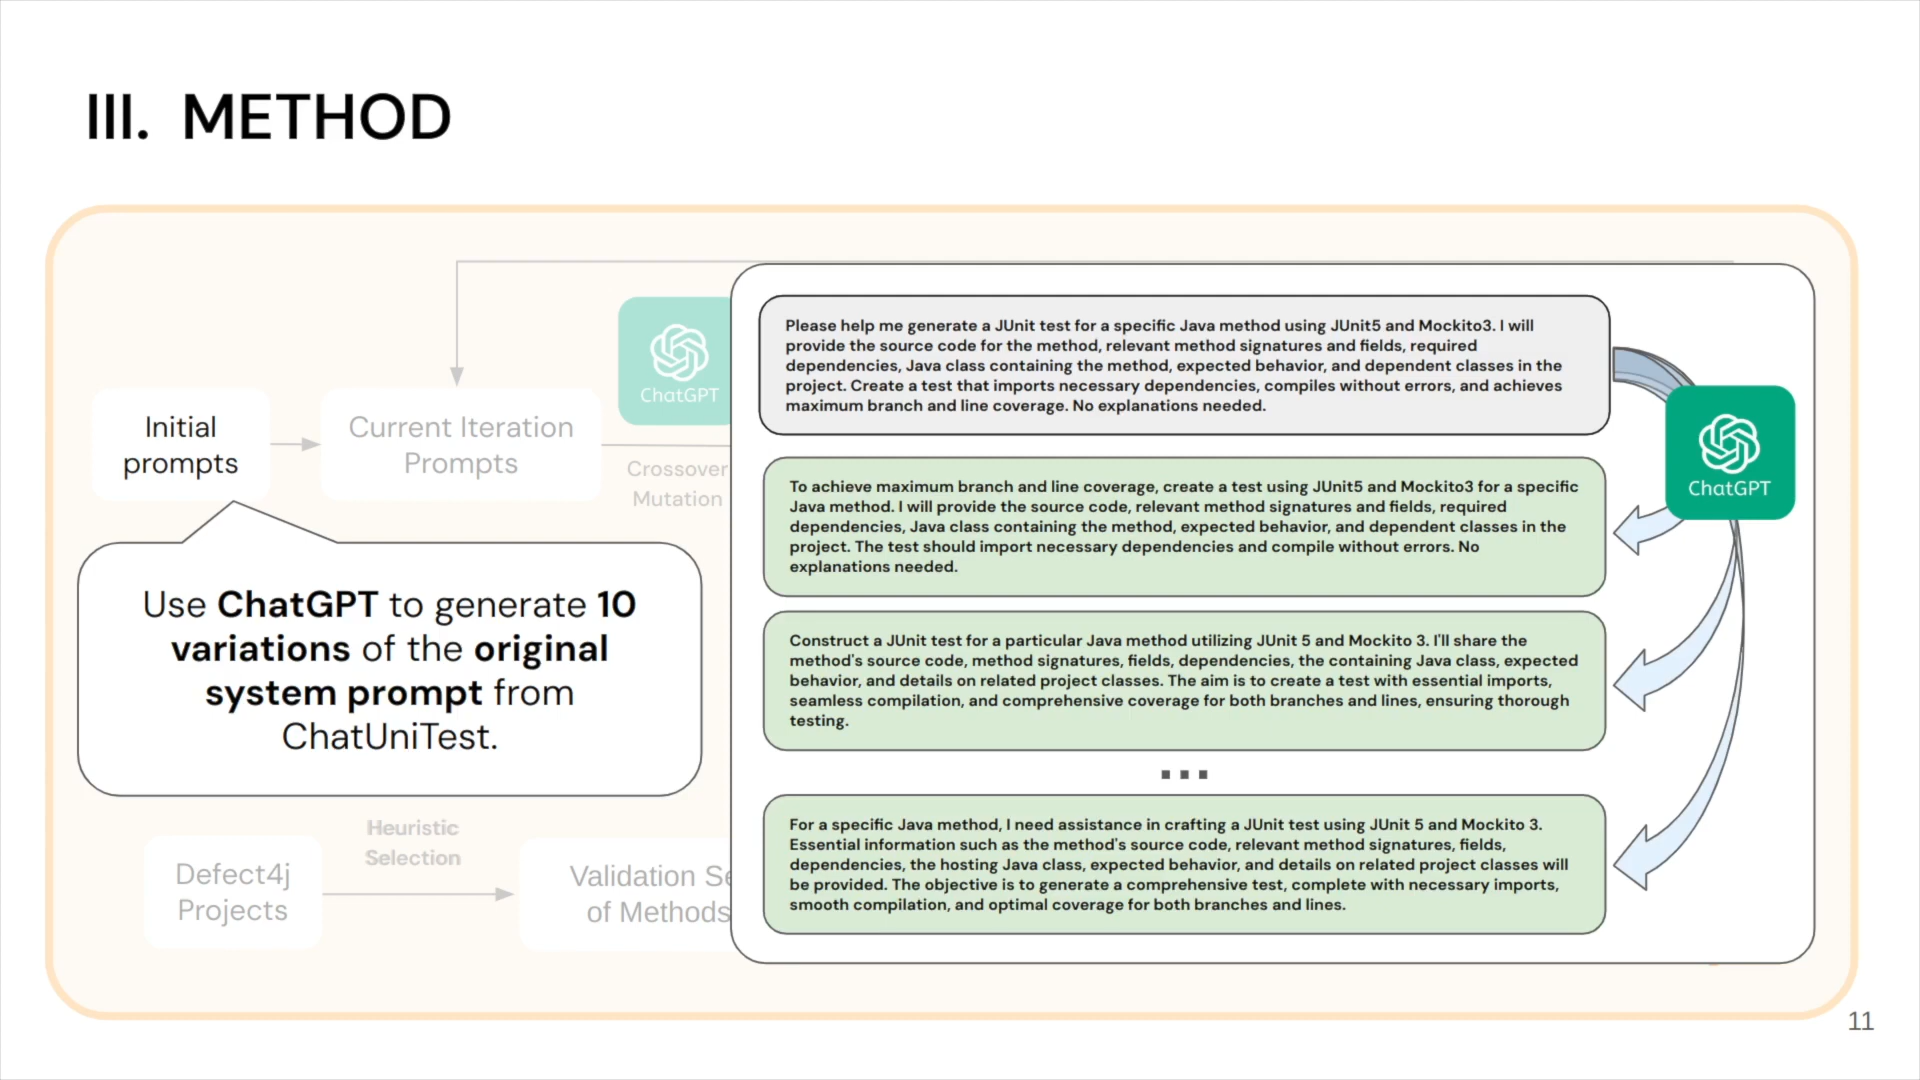 III. METHOD
Initial
prompts
Current Iteration
Prompts
ChatGPT
Crossover
Mutation
Use ChatGPT to generate 10
variations of the original
system prompt from
ChatUniTest.
Defect4j
Projects
Heuristic
Selection
Validation
of Methods
Please help me generate a JUnit test for a specific Java method using JUnit5 and Mockito3. I will
provide the source code for the method, relevant method signatures and fields, required
dependencies, Java class containing the method, expected behavior, and dependent classes in the
project. Create a test that imports necessary dependencies, compiles without errors, and achieves
maximum branch and line coverage. No explanations needed.
ChatGPT
To achieve maximum branch and line coverage, create a test using JUnit5 and Mockito3 for a specific
Java method. I will provide the source code, relevant method signatures and fields, required
dependencies, Java class containing the method, expected behavior, and dependent classes in the
project. The test should import necessary dependencies and compile without errors. No
explanations needed.
Construct a JUnit test for a particular Java method utilizing JUnit 5 and Mockito 3. I'll share the
method's source code, method signatures, fields, dependencies, the containing Java class, expected
behavior, and details on related project classes. The aim is to create a test with essential imports,
seamless compilation, and comprehensive coverage for both branches and lines, ensuring thorough
testing.
...
For a specific Java method, I need assistance in crafting a JUnit test using JUnit 5 and Mockito 3.
Essential information such as the method's source code, relevant method signatures, fields,
dependencies, the hosting Java class, expected behavior, and details on related project classes will
be provided. The objective is to generate a comprehensive test, complete with necessary imports,
smooth compilation, and optimal coverage for both branches and lines.
11